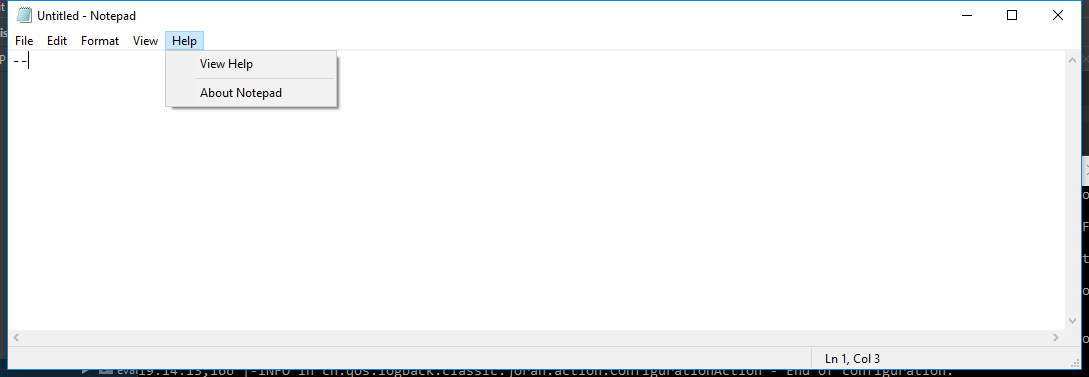 Untitled - Notepad
File Edit Format View Help
--
View Help
About Notepad
Ln 1, Col 3
19:14:13,166 |-INFO in ch.qos.logback.classic.joran.action.ConfigurationAction - End of configuration.